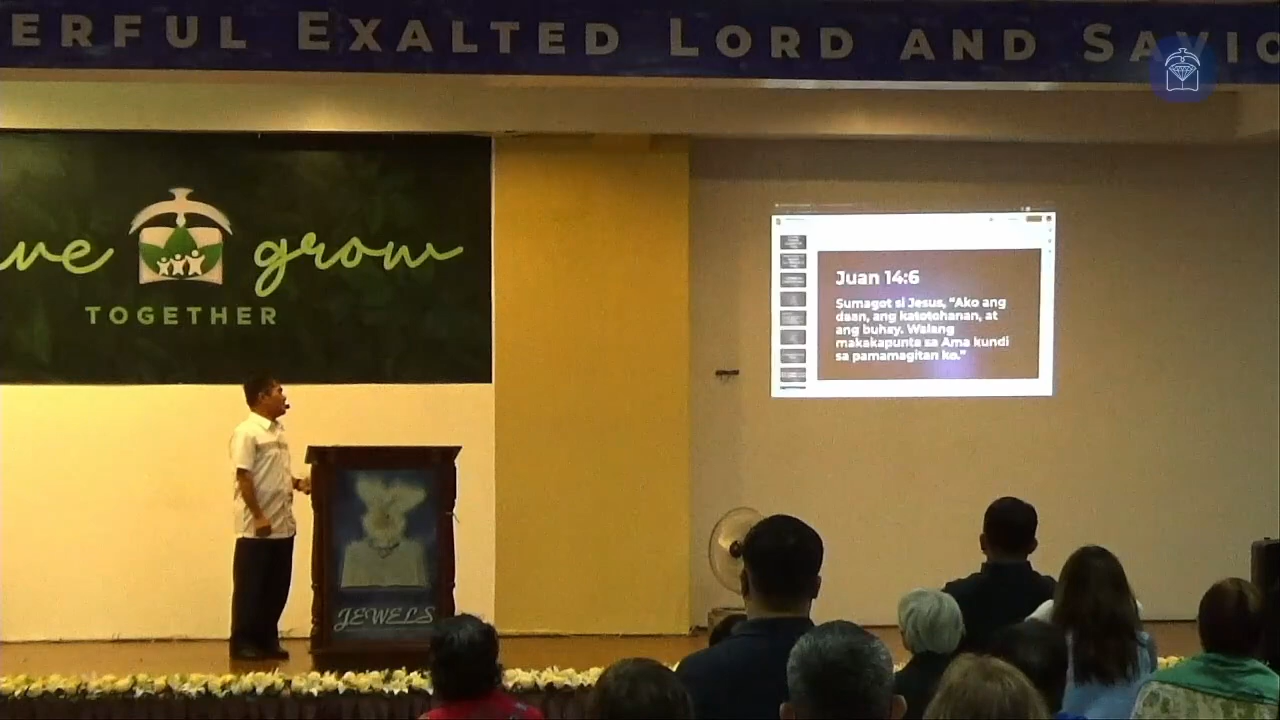 ERFUL EXALTED LORD AND SAVIO
ve grow
TOGETHER
Juan 14:6
Sumagot si Jesus, "Ako ang
daan, ang katotohanan, at
ang buhay. Walang
makakapunta sa Ama kundi
sa pamamagitan ko."
JEWELS